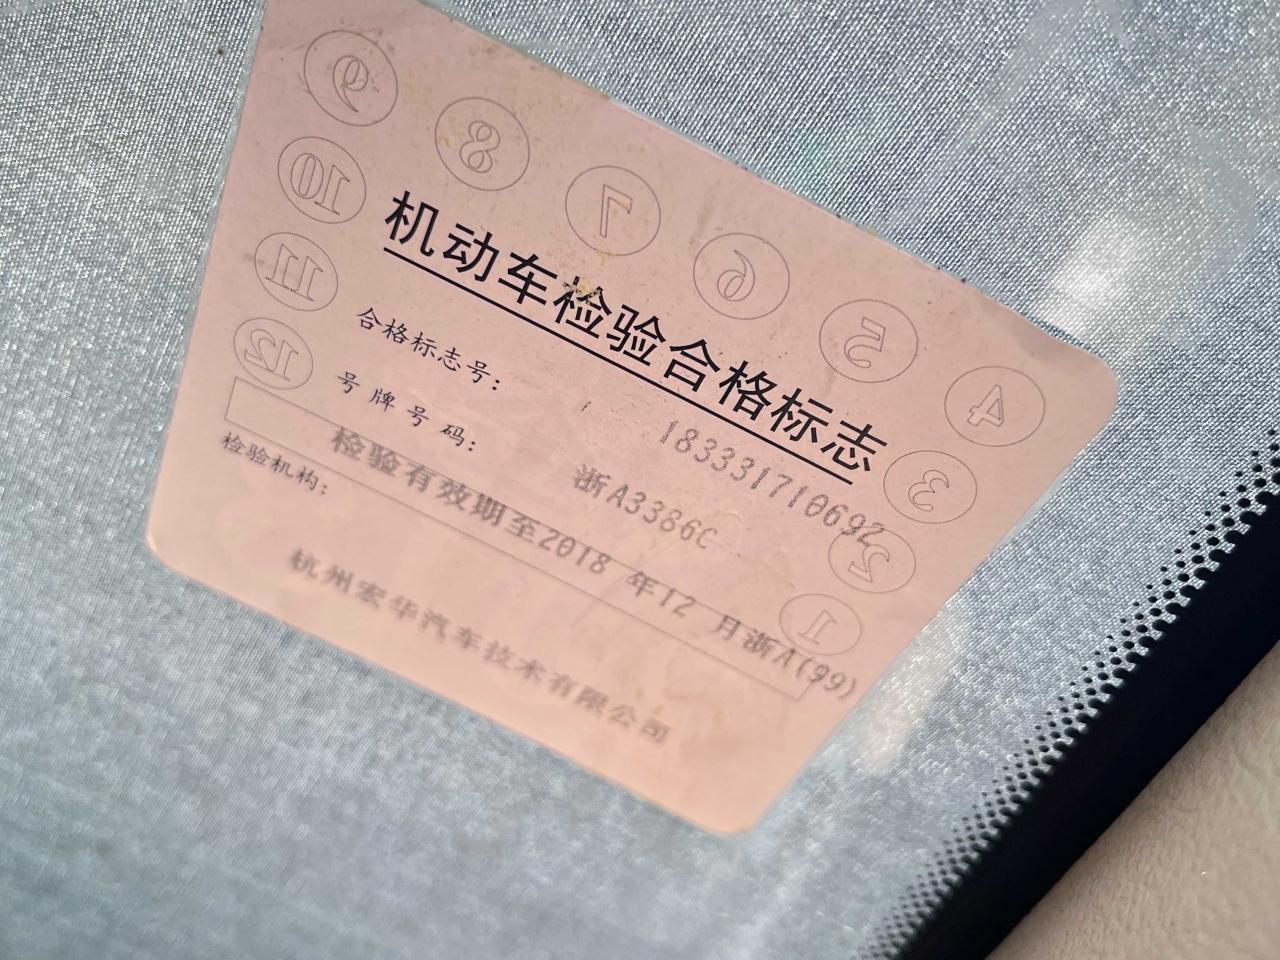 9
8
7
6
5
4
3
2
1
10
11
12
机动车检验合格标志
合格标志号: 183331710692
号牌号码: 浙A3386C
检验有效期至2018 年12 月浙A(99)
检验机构:
杭州宏华汽车技术有限公司